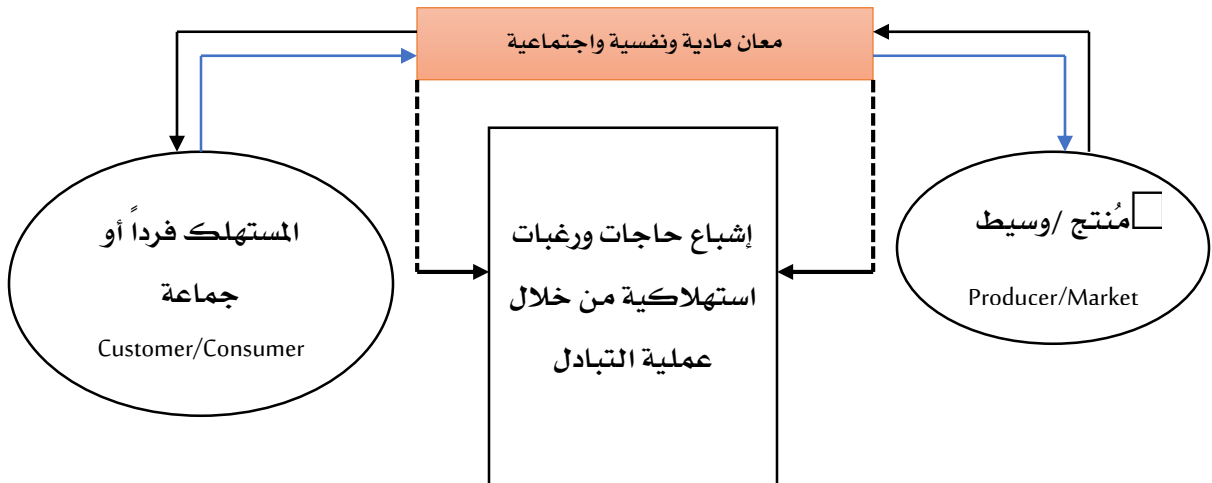 معان مادية ونفسية واجتماعية
مُنتج /وسيط
Producer/Market
إشباع حاجات ورغبات
استهلاكية من خلال
عملية التبادل
المستهلك فرداً أو
جماعة
Customer/Consumer